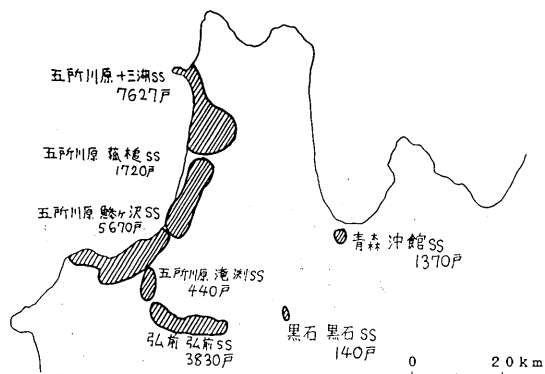 五所川原 十三湖SS
7627戸
五所川原 菰槌SS
1720戸
五所川原 鯵ヶ沢SS
5670戸
五所川原 滝渕SS
440戸
弘前 弘前SS
3830戸
青森 沖館SS
1370戸
黒石 黒石SS
140戸
0 20km